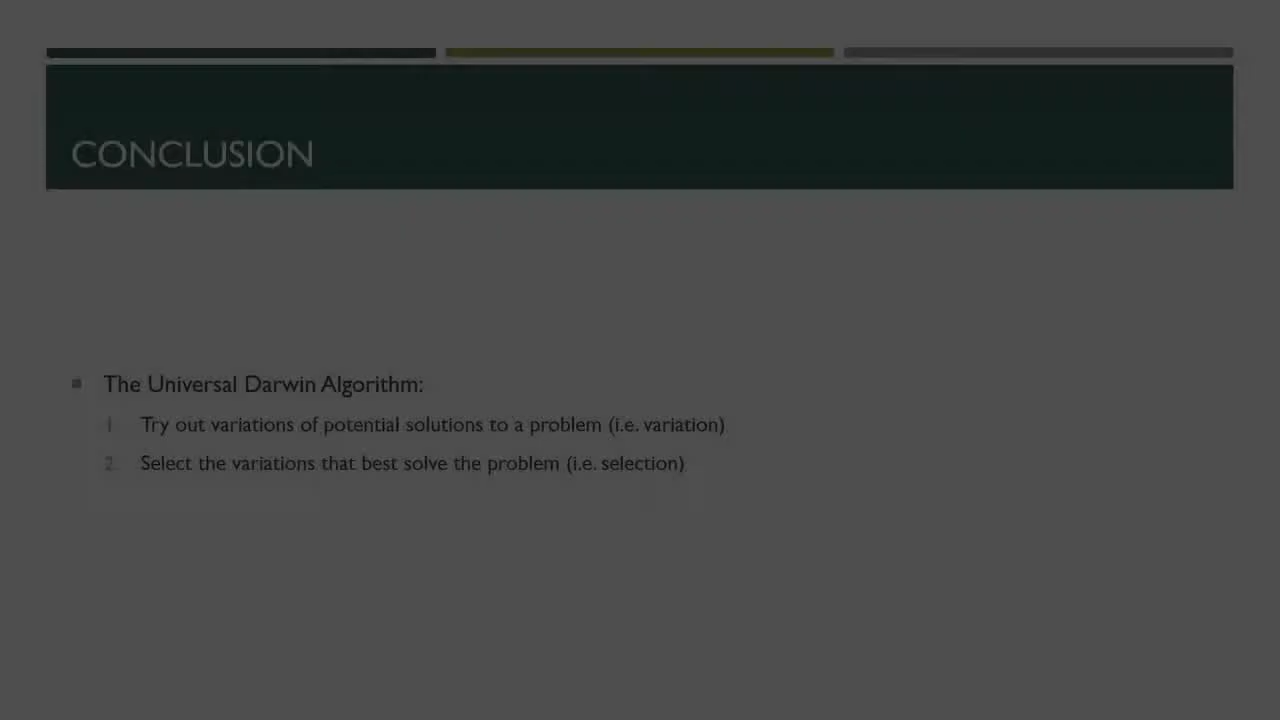 CONCLUSION
The Universal Darwin Algorithm:
1. Try out variations of potential solutions to a problem (i.e. variation)
2. Select the variations that best solve the problem (i.e. selection)